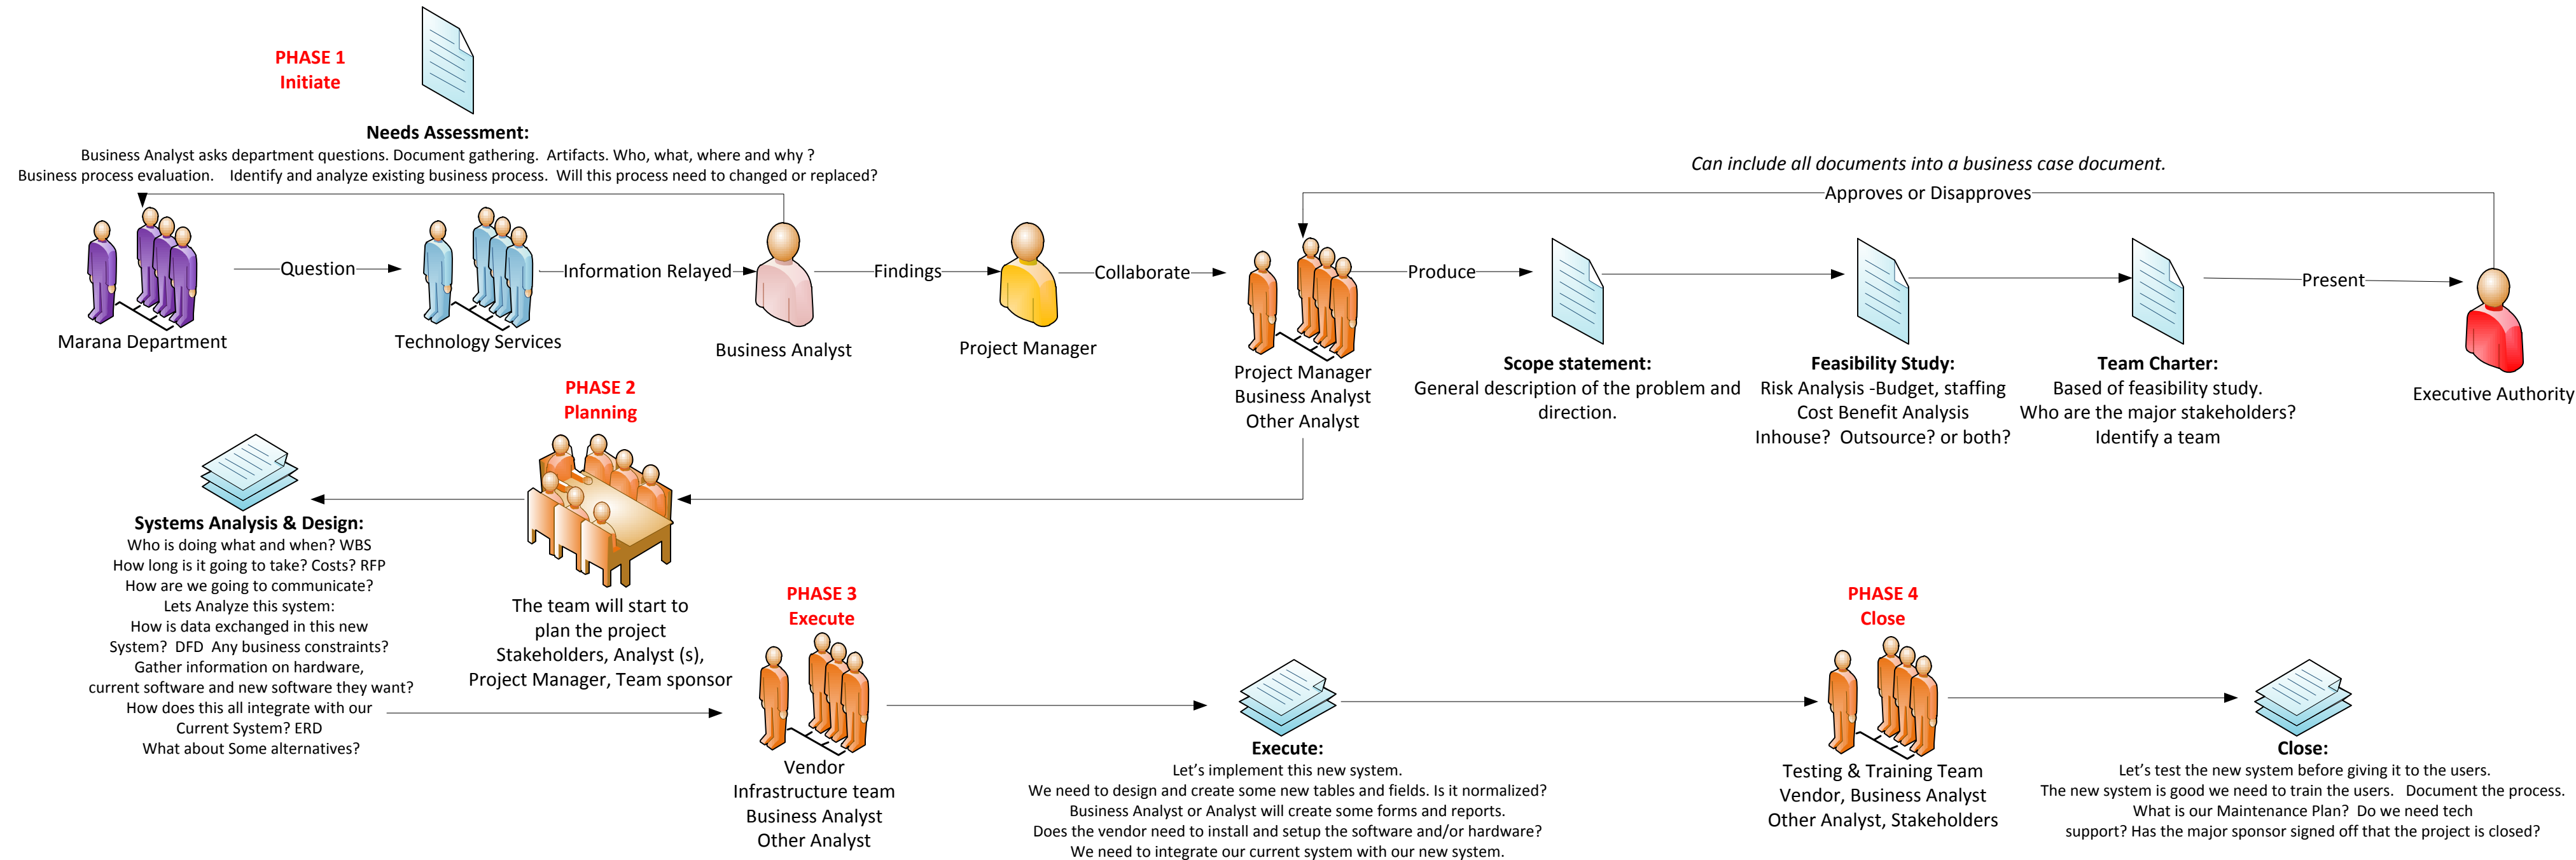 PHASE 1
Initiate
Needs Assessment:
Business Analyst asks department questions. Document gathering.  Artifacts. Who, what, where and why ?
Business process evaluation.    Identify and analyze existing business process.  Will this process need to changed or replaced?
Can include all documents into a business case document.
Approves or Disapproves
Question
Information Relayed
Findings
Collaborate
Produce
Present
Marana Department
Technology Services
Business Analyst
Project Manager
Project Manager
Business Analyst
Other Analyst
Scope statement:
General description of the problem and
direction.
Feasibility Study:
Risk Analysis -Budget, staffing
Cost Benefit Analysis
Inhouse?  Outsource? or both?
Team Charter:
Based of feasibility study.
Who are the major stakeholders?
Identify a team
Executive Authority
PHASE 2
Planning
The team will start to
plan the project
Stakeholders, Analyst (s),
Project Manager, Team sponsor
Systems Analysis & Design:
Who is doing what and when? WBS
How long is it going to take? Costs? RFP
How are we going to communicate?
Lets Analyze this system:
How is data exchanged in this new
System?  DFD  Any business constraints?
Gather information on hardware,
current software and new software they want?
How does this all integrate with our
Current System? ERD
What about Some alternatives?
PHASE 3
Execute
Vendor
Infrastructure team
Business Analyst
Other Analyst
Execute:
Let's implement this new system.
We need to design and create some new tables and fields. Is it normalized?
Business Analyst or Analyst will create some forms and reports.
Does the vendor need to install and setup the software and/or hardware?
We need to integrate our current system with our new system.
PHASE 4
Close
Testing & Training Team
Vendor, Business Analyst
Other Analyst, Stakeholders
Close:
Let's test the new system before giving it to the users.
The new system is good we need to train the users.   Document the process.
What is our Maintenance Plan?  Do we need tech
support? Has the major sponsor signed off that the project is closed?